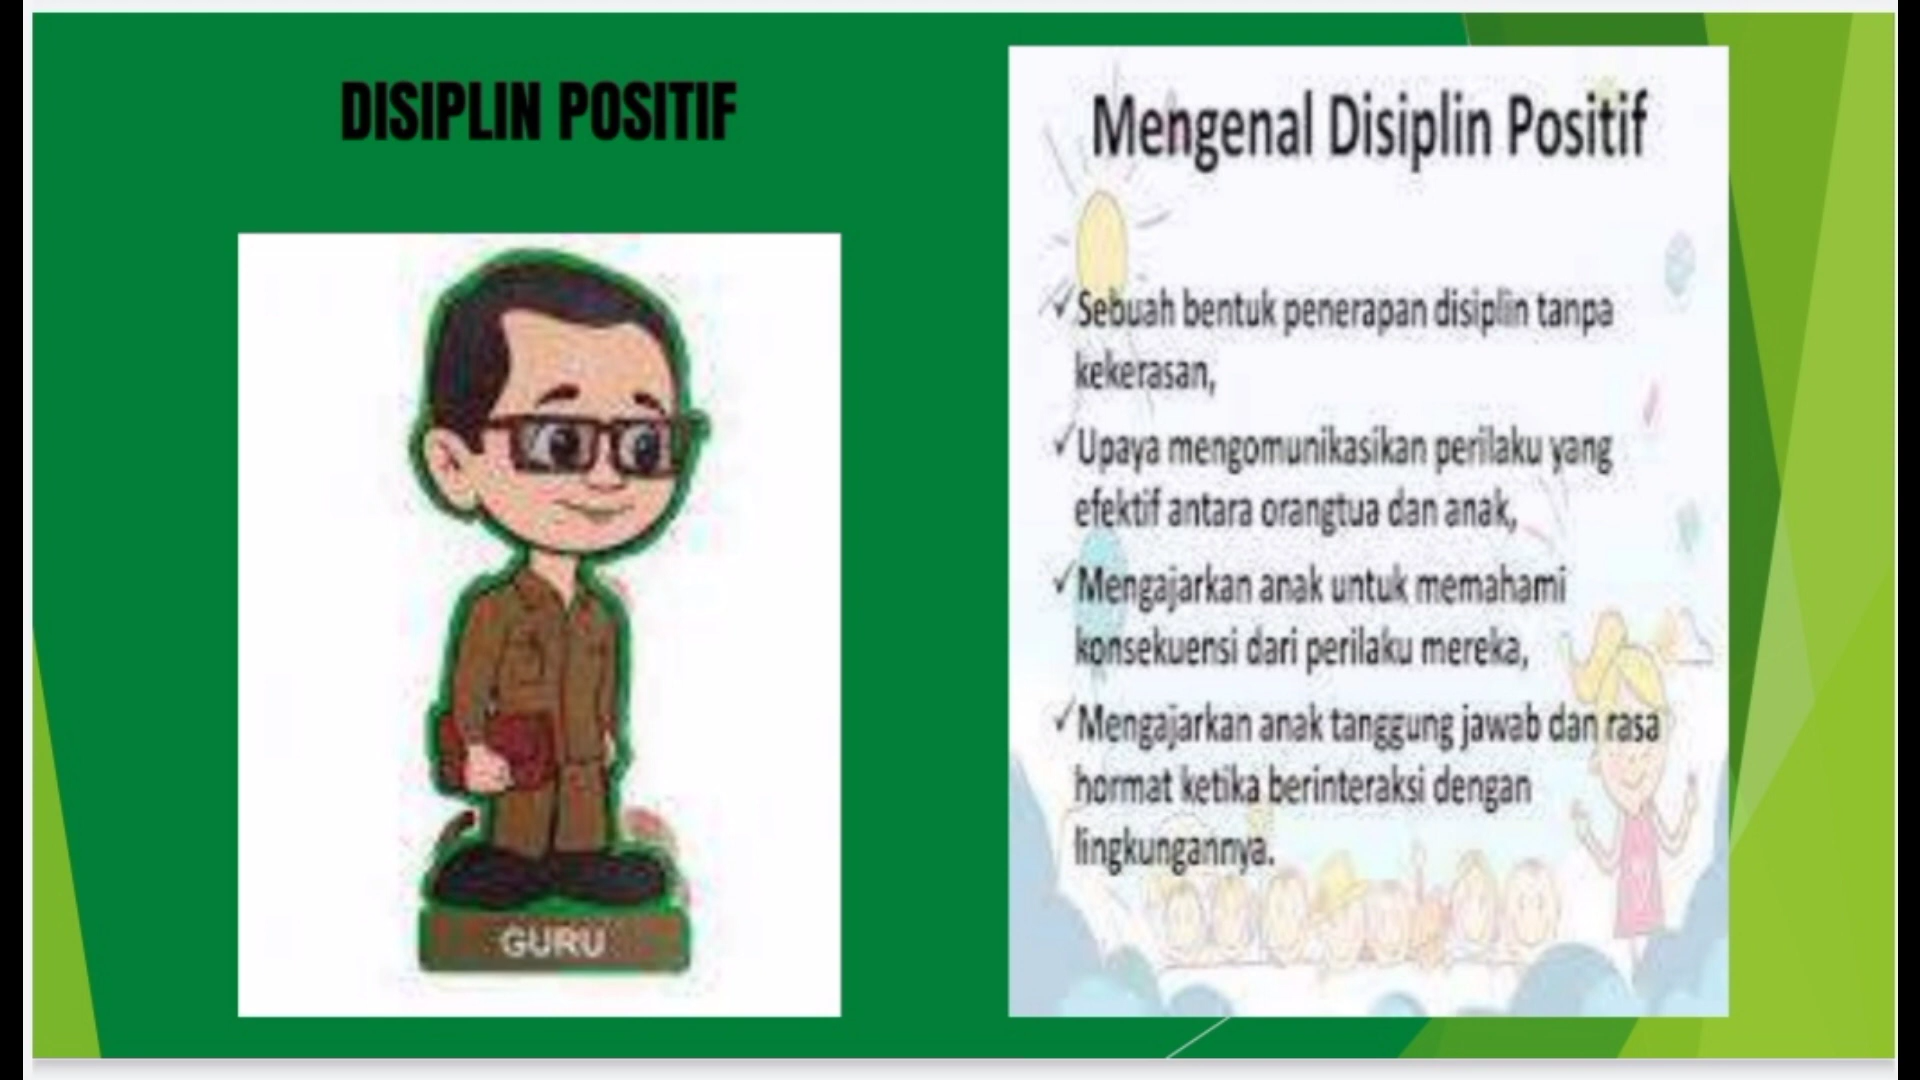 DISIPLIN POSITIF
GURU
Mengenal Disiplin Positif
✓ Sebuah bentuk penerapan disiplin tanpa
kekerasan,
✓ Upaya mengomunikasikan perilaku yang
efektif antara orangtua dan anak,
✓ Mengajarkan anak untuk memahami
konsekuensi dari perilaku mereka,
✓ Mengajarkan anak tanggung jawab dan rasa
hormat ketika berinteraksi dengan
lingkungannya.